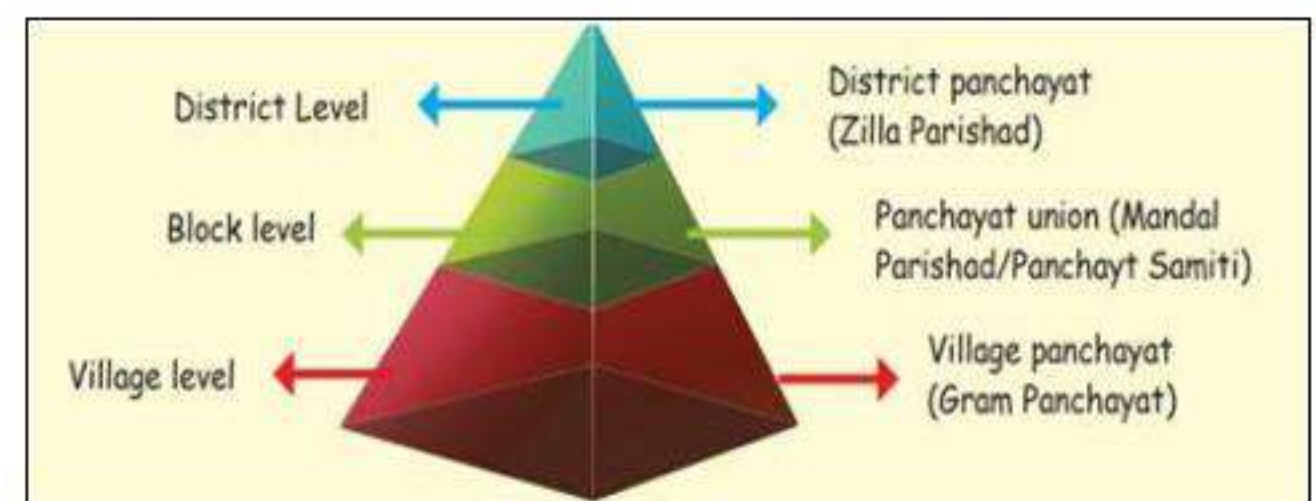 District Level
District panchayat
(Zilla Parishad)
Block level
Panchayat union (Mandal
Parishad/Panchayt Samiti)
Village level
Village panchayat
(Gram Panchayat)